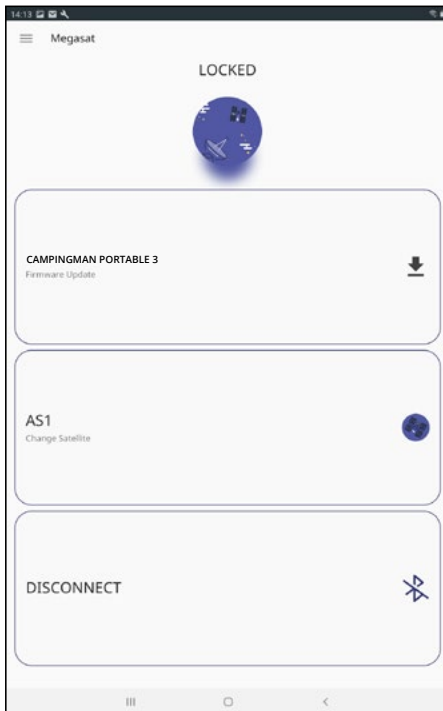 14:13
Megasat
LOCKED
CAMPINGMAN PORTABLE 3
Firmware Update
AS1
Change Satellite
DISCONNECT